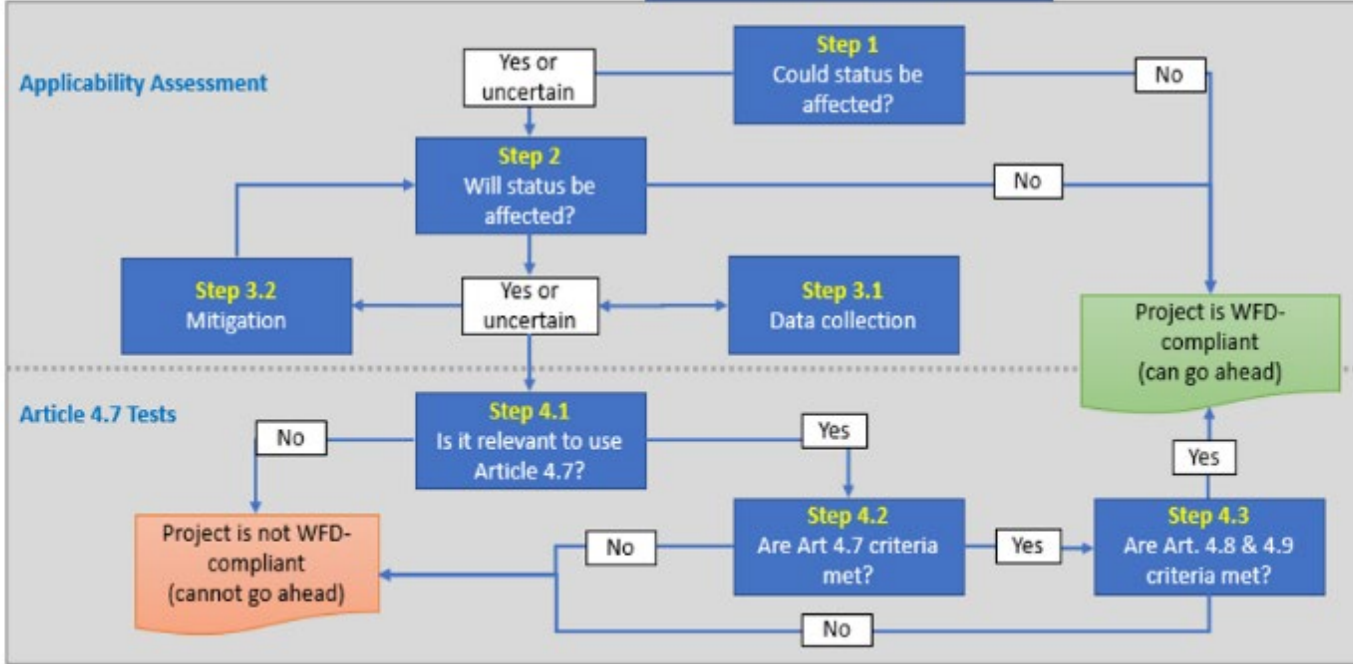 Step 1
Could status be
affected?
Yes or
uncertain
No
Applicability Assessment
Step 2
Will status be
affected?
No
Step 3.2
Mitigation
Yes or
uncertain
Step 3.1
Data collection
Project is WFD-
compliant
(can go ahead)
Article 4.7 Tests
Step 4.1
Is it relevant to use
Article 4.7?
No
Yes
Yes
Project is not WFD-
compliant
(cannot go ahead)
No
Step 4.2
Are Art 4.7 criteria
met?
Yes
Step 4.3
Are Art. 4.8 & 4.9
criteria met?
No